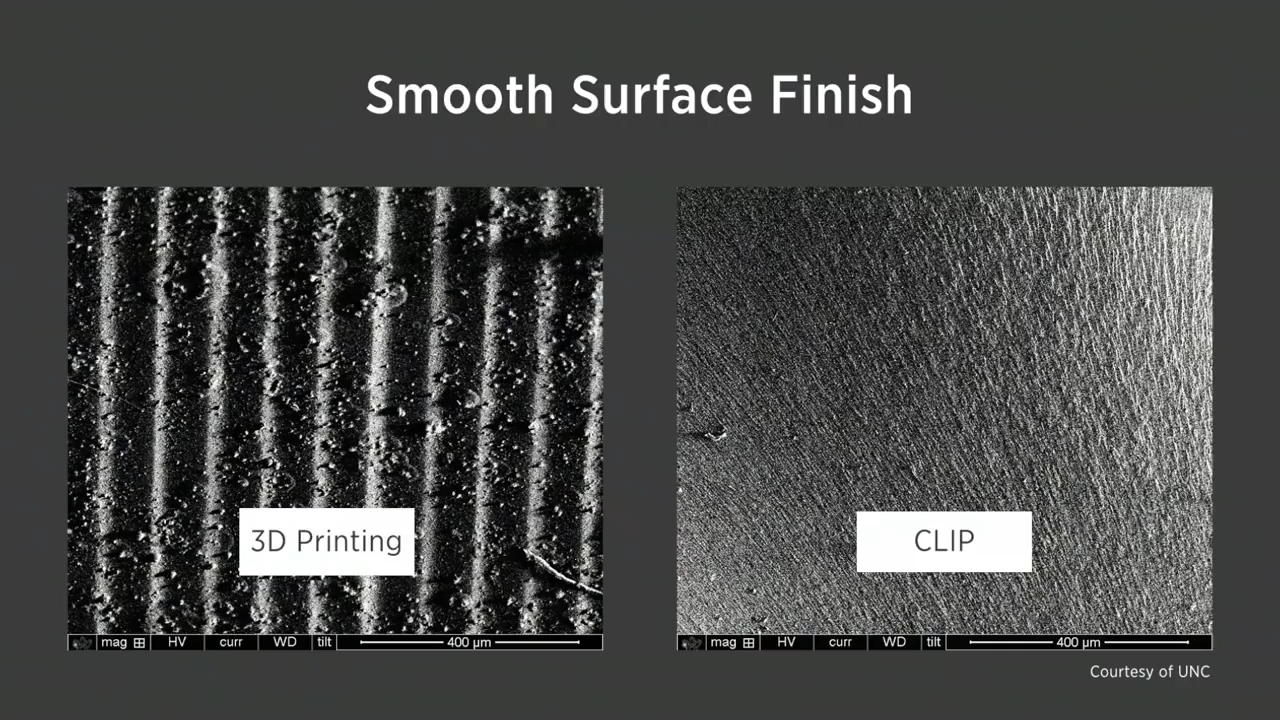 Smooth Surface Finish
3D Printing
CLIP
mag HV curr WD tilt 400 µm
mag HV curr WD tilt 400 µm
Courtesy of UNC